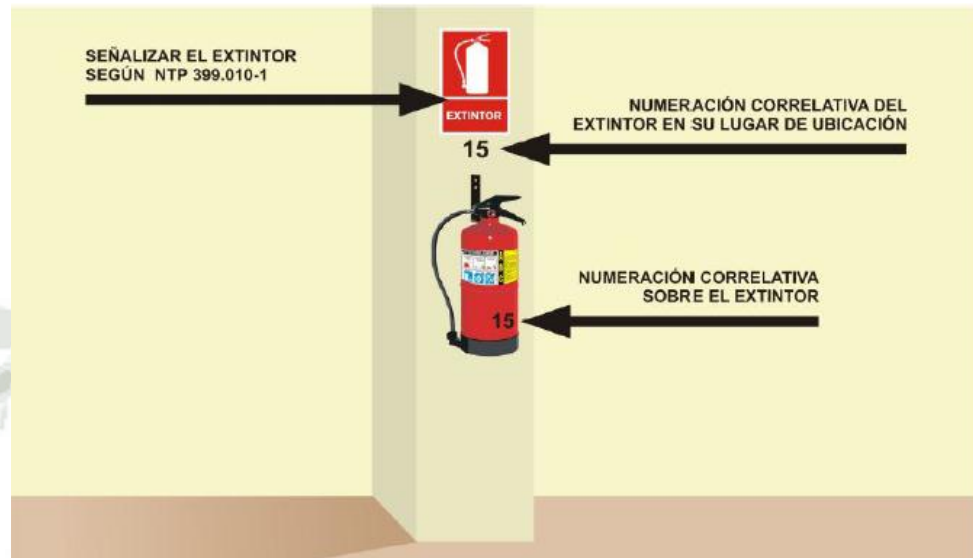 SEÑALIZAR EL EXTINTOR
SEGÚN NTP 399.010-1
EXTINTOR
NUMERACIÓN CORRELATIVA DEL
EXTINTOR EN SU LUGAR DE UBICACIÓN
15
NUMERACIÓN CORRELATIVA
SOBRE EL EXTINTOR
15